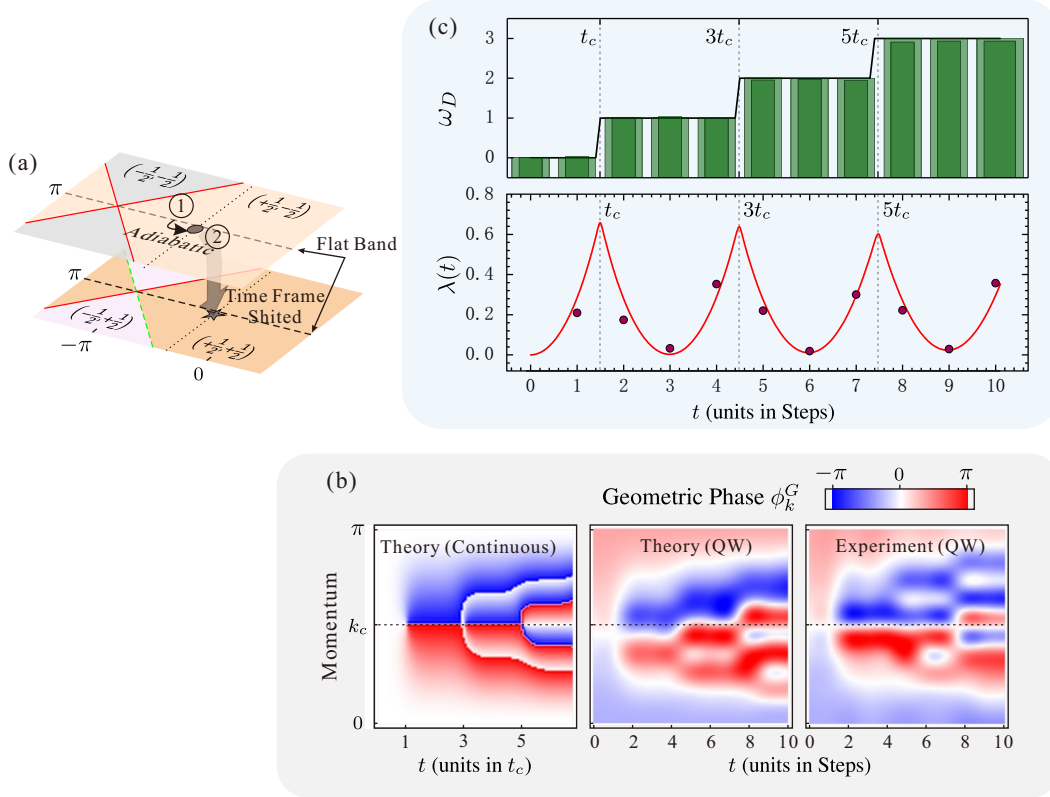 (a)
π
(-1/2, -1/2)
(+1/2, -1/2)
1
2
Adiabatic
Flat Band
π
Time Frame
Shited
(-1/2, +1/2)
(+1/2, +1/2)
-π
0
(c)
t_c
3t_c
5t_c
ω_D
3
2
1
0
t_c
3t_c
5t_c
λ(t)
0.8
0.6
0.4
0.2
0.0
0 1 2 3 4 5 6 7 8 9 10
t (units in Steps)
(b)
Geometric Phase ϕ_k^G
-π 0 π
Theory (Continuous)
Theory (QW)
Experiment (QW)
Momentum
π
k_c
0
1 3 5
t (units in t_c)
0 2 4 6 8 10
0 2 4 6 8 10
t (units in Steps)